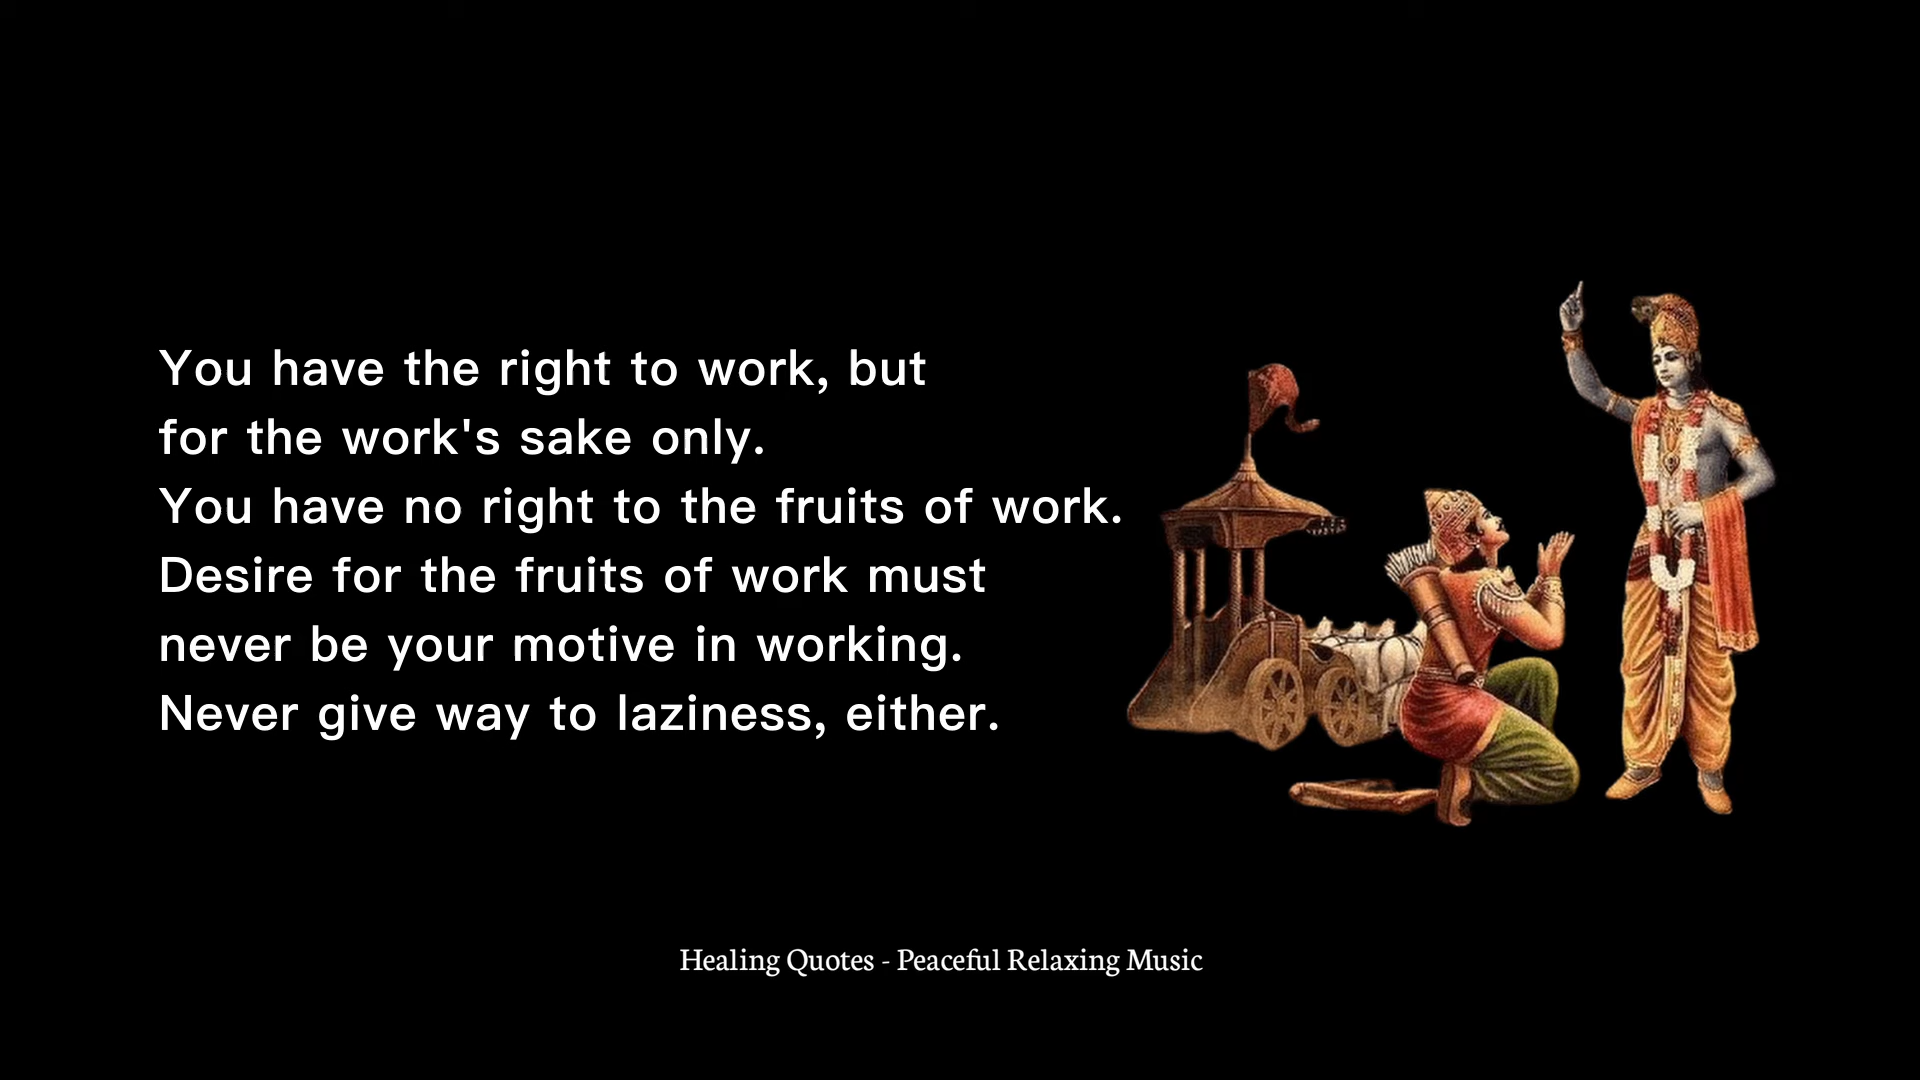 You have the right to work, but
for the work's sake only.
You have no right to the fruits of work.
Desire for the fruits of work must
never be your motive in working.
Never give way to laziness, either.
Healing Quotes - Peaceful Relaxing Music